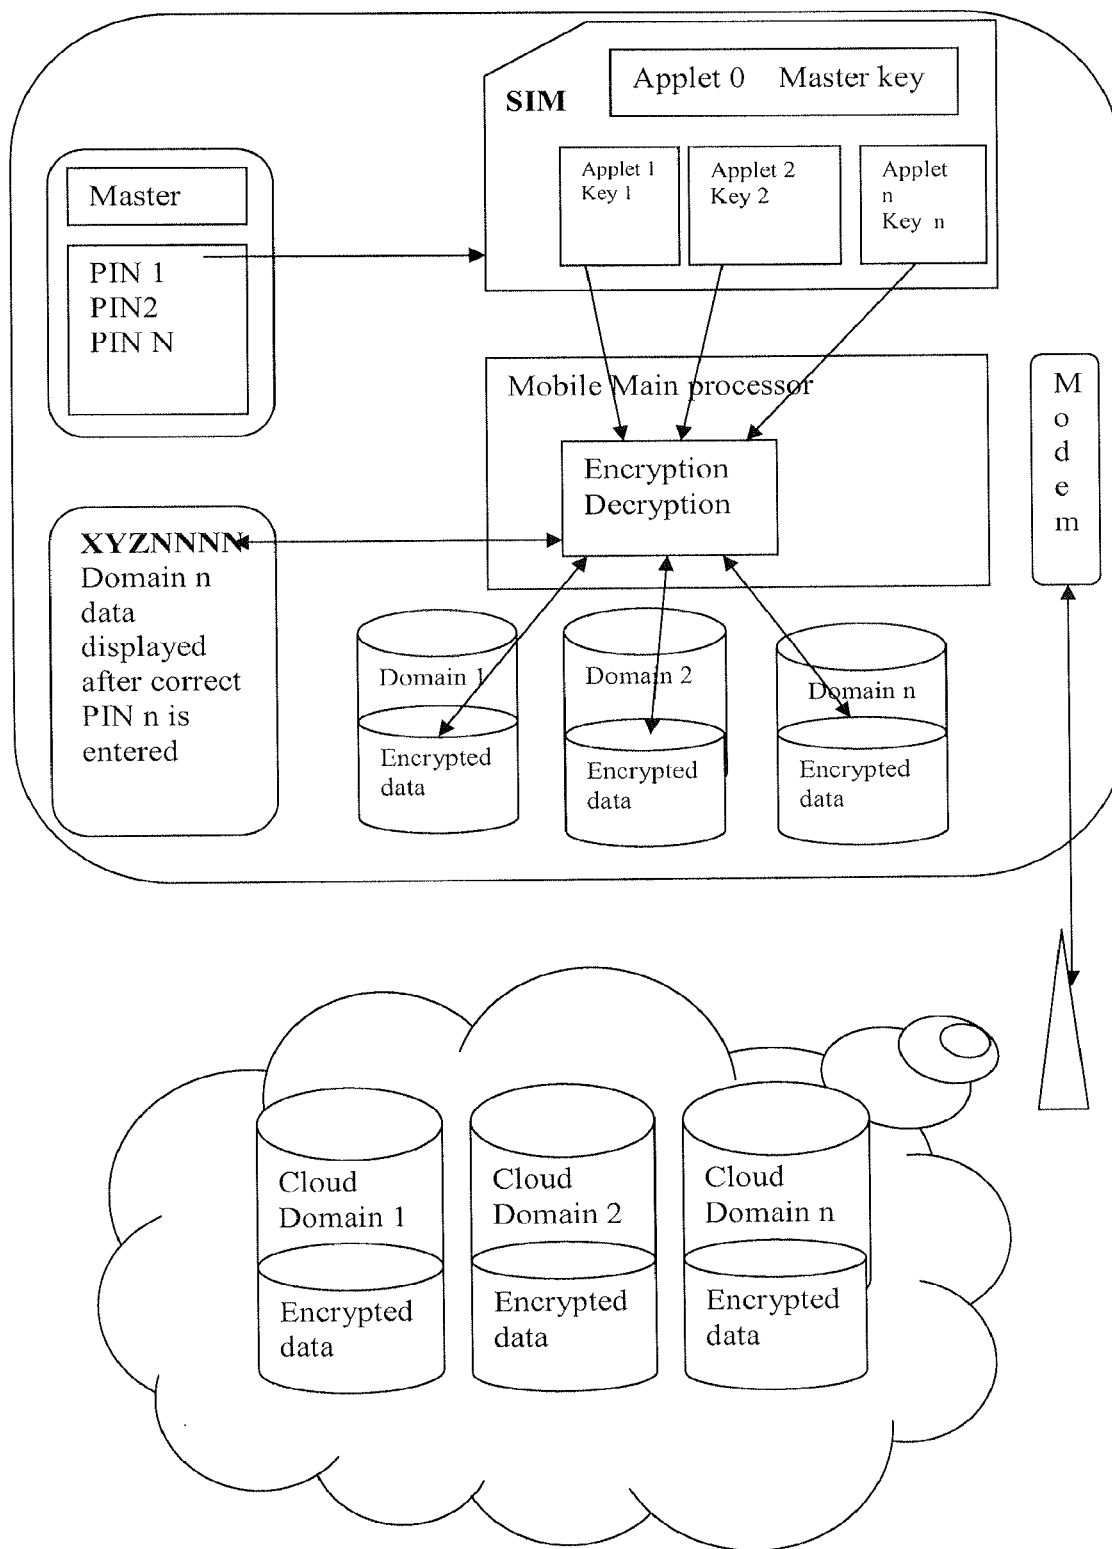 SIM
Applet 0 Master key
Applet 1
Key 1
Applet 2
Key 2
Applet
n
Key n
Master
PIN 1
PIN2
PIN N
Mobile Main processor
Encryption
Decryption
M
o
d
e
m
XYZNNNN
Domain n
data
displayed
after correct
PIN n is
entered
Domain 1
Encrypted
data
Domain 2
Encrypted
data
Domain n
Encrypted
data
Cloud
Domain 1
Encrypted
data
Cloud
Domain 2
Encrypted
data
Cloud
Domain n
Encrypted
data